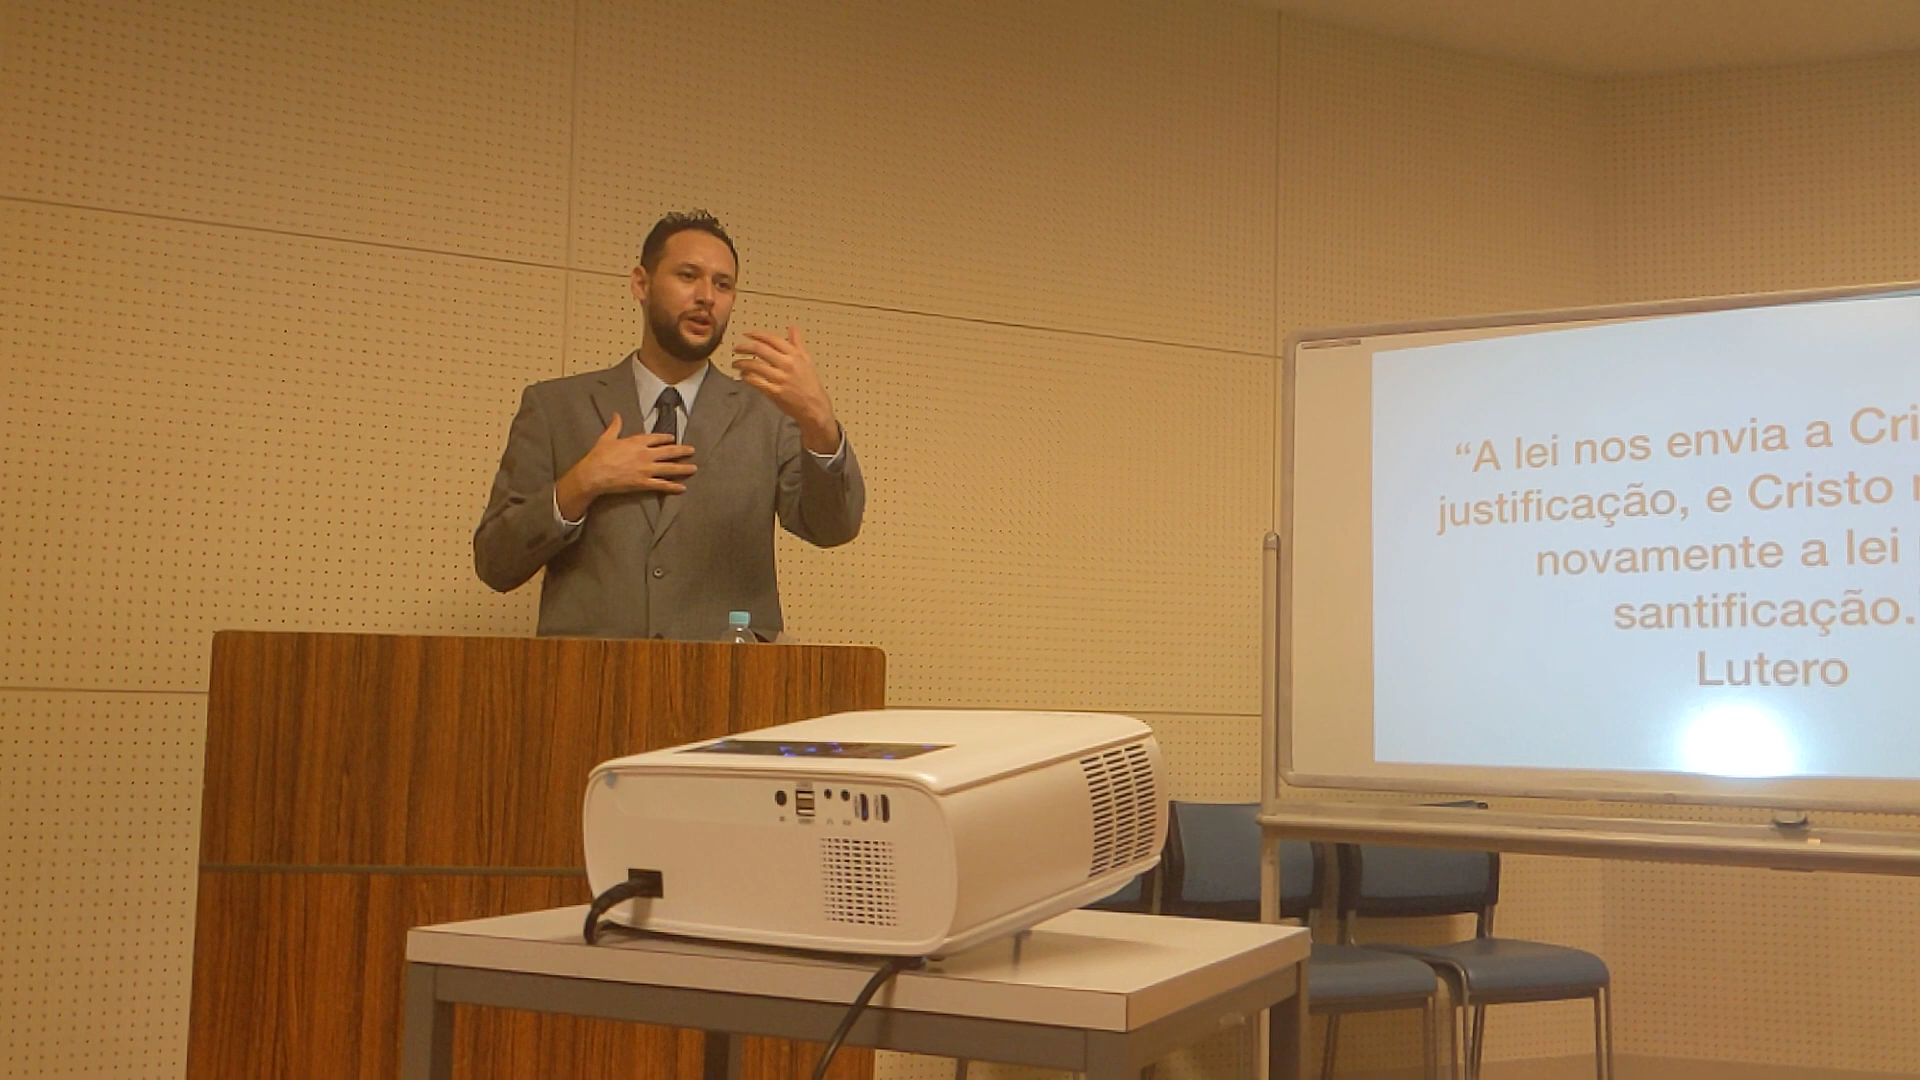 “A lei nos envia a Cri
justificação, e Cristo
novamente a lei
santificação.
Lutero